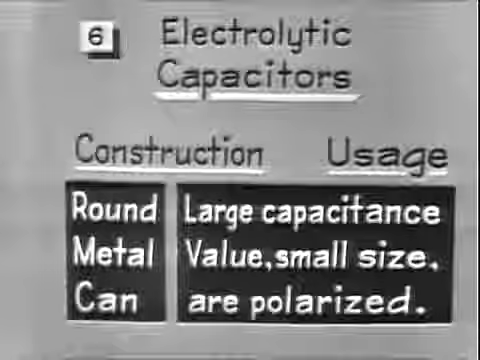 6 Electrolytic
Capacitors
Construction Usage
Round Large capacitance
Metal Value, small size.
Can are polarized.